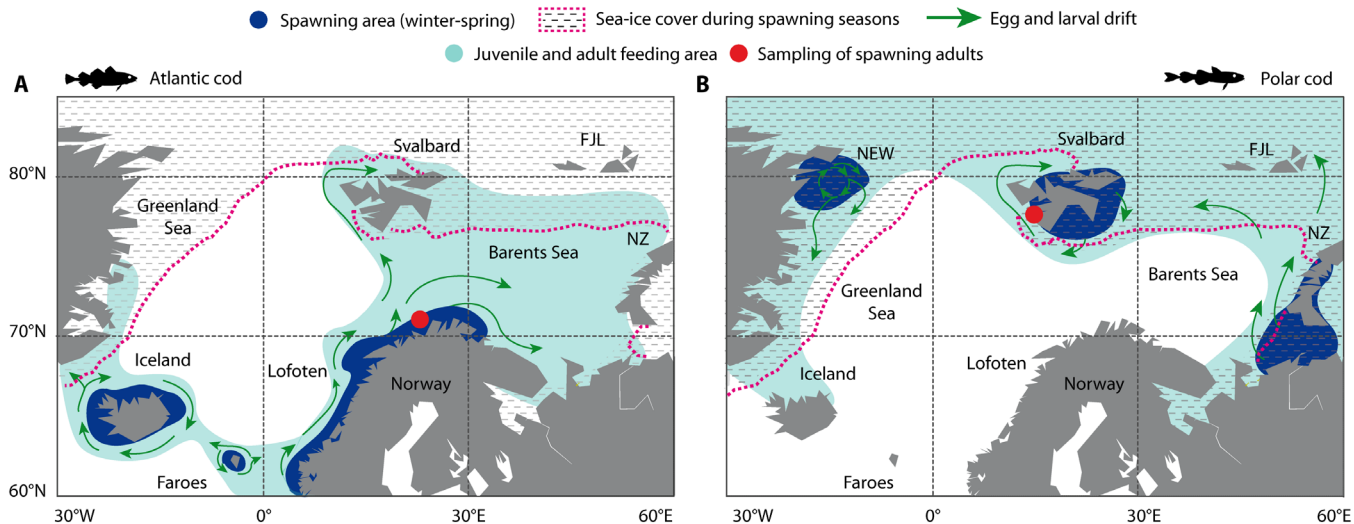 Spawning area (winter-spring)
Sea-ice cover during spawning seasons
Egg and larval drift
Juvenile and adult feeding area
Sampling of spawning adults
A
Atlantic cod
Svalbard
FJL
80°N
Greenland
Sea
NZ
Barents Sea
70°N
Iceland
Lofoten
Norway
Faroes
60°N
30°W
0°
30°E
60°E
B
Polar cod
Svalbard
NEW
FJL
NZ
Barents Sea
Greenland
Sea
Iceland
Lofoten
Norway
Faroes
30°W
0°
30°E
60°E